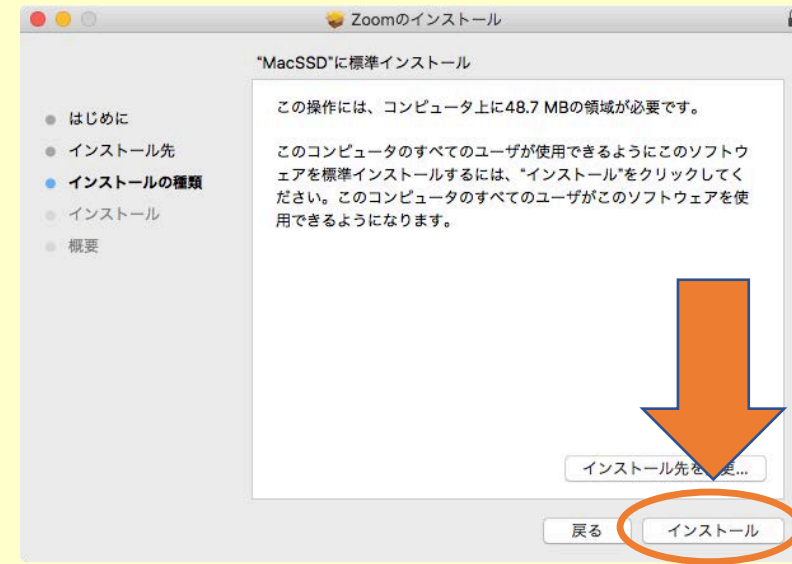 Zoomのインストール
"MacSSD"に標準インストール
はじめに
インストール先
インストールの種類
インストール
概要
この操作には、コンピュータ上に48.7 MBの領域が必要です。
このコンピュータのすべてのユーザが使用できるようにこのソフトウ
ェアを標準インストールするには、"インストール"をクリックしてく
ださい。このコンピュータのすべてのユーザがこのソフトウェアを使
用できるようになります。
インストール先を 更...
戻る
インストール